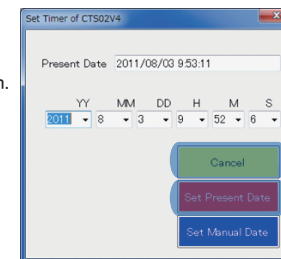 Set Timer of CTS02V4
Present Date 2011/08/03 9:53:11
n.
YY MM DD H M S
2011 8 3 9 52 6
Cancel
Set Present Date
Set Manual Date